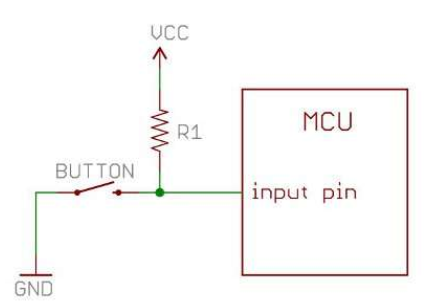 VCC
R1
MCU
BUTTON
input pin
GND